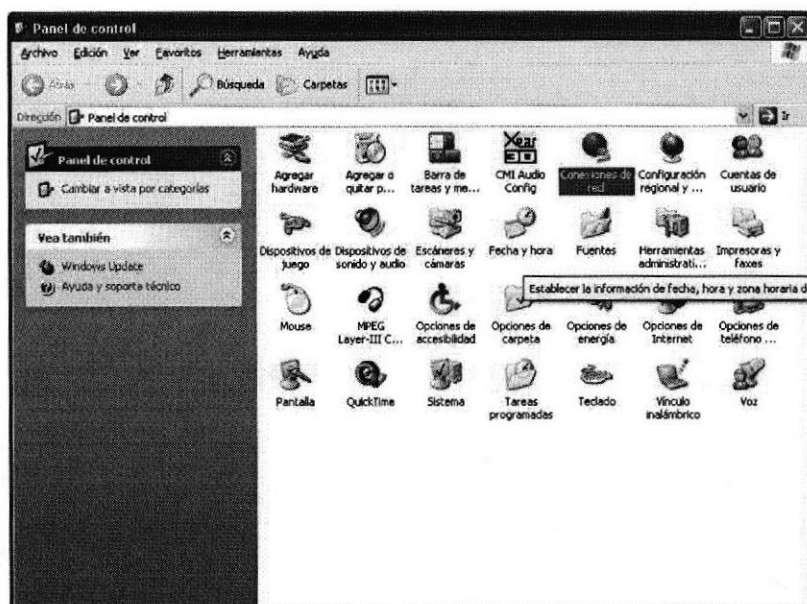 Panel de control
Archivo Edición Ver Favoritos Herramientas Ayuda
Atrás Búsqueda Carpetas
Dirección Panel de control Ir
Panel de control
Cambiar a vista por categorías
Vea también
Windows Update
Ayuda y soporte técnico
Agregar hardware
Agregar o quitar p...
Barra de tareas y me...
Xear 3D
CMI Audio Config
Conexiones de red
Configuración regional y ...
Cuentas de usuario
Dispositivos de juego
Dispositivos de sonido y audio
Escáneres y cámaras
Fecha y hora
Fuentes
Herramientas administrati...
Impresoras y faxes
Establecer la información de fecha, hora y zona horaria d
Mouse
MPEG Layer-III C...
Opciones de accesibilidad
Opciones de carpeta
Opciones de energía
Opciones de Internet
Opciones de teléfono ...
Pantalla
QuickTime
Sistema
Tareas programadas
Teclado
Vínculo inalámbrico
Voz